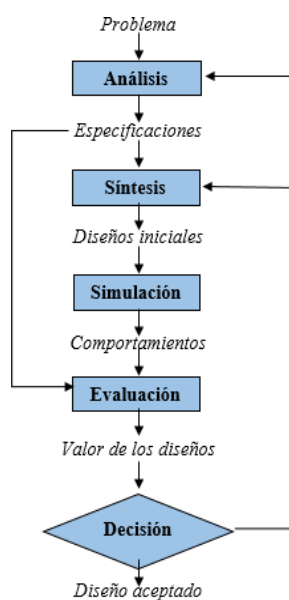 Problema
Análisis
Especificaciones
Síntesis
Diseños iniciales
Simulación
Comportamientos
Evaluación
Valor de los diseños
Decisión
Diseño aceptado